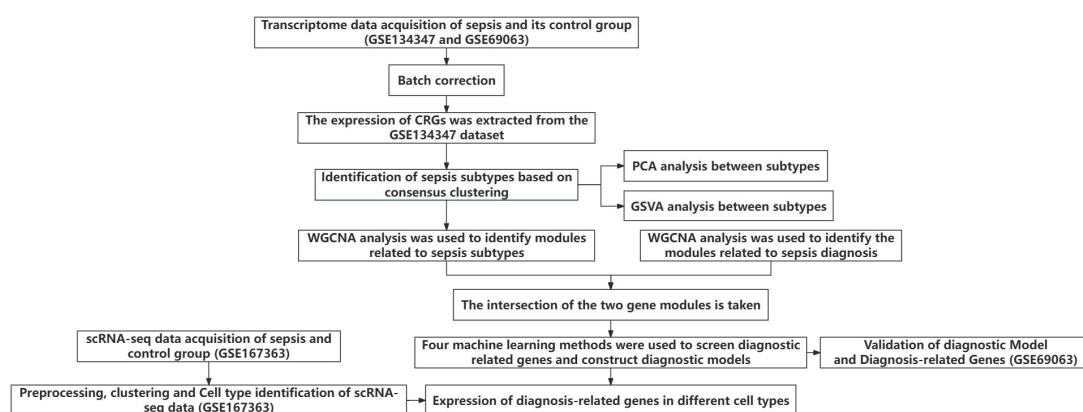 Transcriptome data acquisition of sepsis and its control group
(GSE134347 and GSE69063)
Batch correction
The expression of CRGs was extracted from the
GSE134347 dataset
Identification of sepsis subtypes based on
consensus clustering
PCA analysis between subtypes
GSVA analysis between subtypes
WGCNA analysis was used to identify modules
related to sepsis subtypes
WGCNA analysis was used to identify the
modules related to sepsis diagnosis
The intersection of the two gene modules is taken
scRNA-seq data acquisition of sepsis and
control group (GSE167363)
Four machine learning methods were used to screen diagnostic
related genes and construct diagnostic models
Validation of diagnostic Model
and Diagnosis-related Genes (GSE69063)
Preprocessing, clustering and Cell type identification of scRNA-
seq data (GSE167363)
Expression of diagnosis-related genes in different cell types